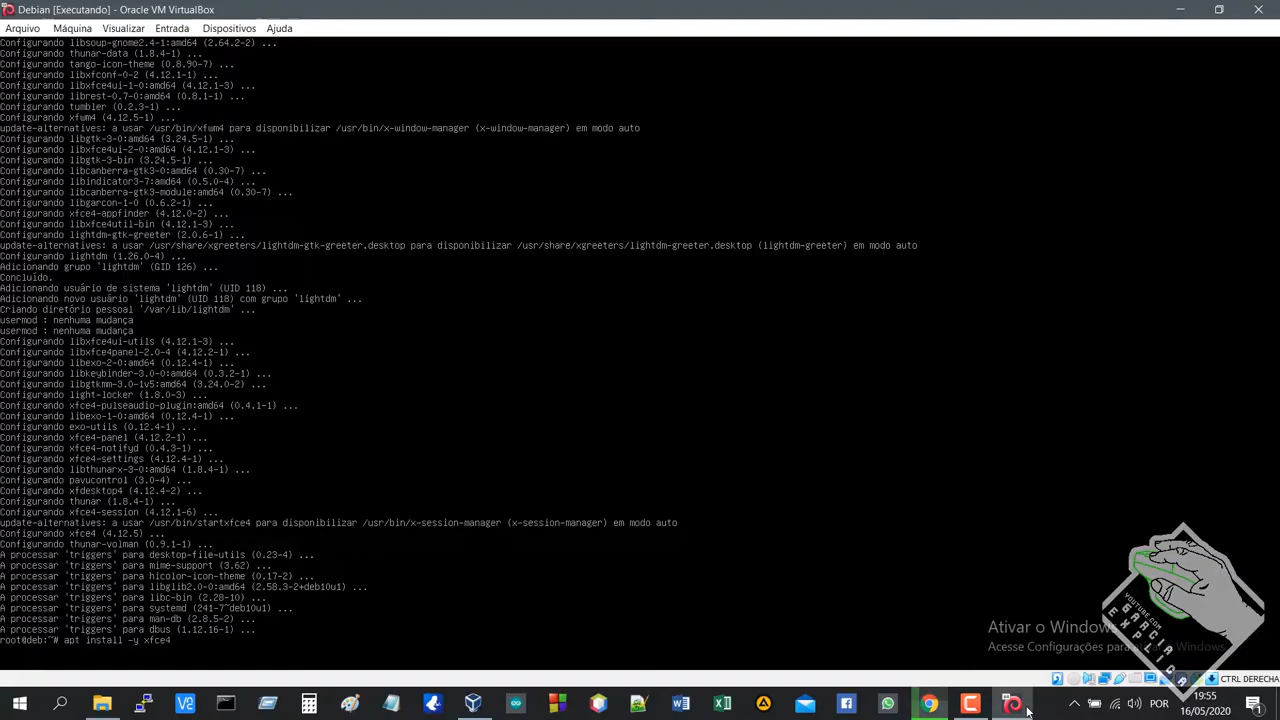 Debian [Executando] - Oracle VM VirtualBox
Arquivo Máquina Visualizar Entrada Dispositivos Ajuda
Configurando libsoup-gnome2.4-1:amd64 (2.64.2-2) ...
Configurando thunar-data (1.8.4-1) ...
Configurando tango-icon-theme (0.8.90-7) ...
Configurando libxfconf-0-2 (4.12.1-1) ...
Configurando libxfce4ui-1-0:amd64 (4.12.1-3) ...
Configurando librest-0.7-0:amd64 (0.8.1-1) ...
Configurando tumbler (0.2.3-1) ...
Configurando xfwm4 (4.12.5-1) ...
update-alternatives: a usar /usr/bin/xfwm4 para disponibilizar /usr/bin/x-window-manager (x-window-manager) em modo auto
Configurando libgtk-3-0:amd64 (3.24.5-1) ...
Configurando libxfce4ui-2-0:amd64 (4.12.1-3) ...
Configurando libgtk-3-bin (3.24.5-1) ...
Configurando libcanberra-gtk3-0:amd64 (0.30-7) ...
Configurando libindicator3-7:amd64 (0.5.0-4) ...
Configurando libcanberra-gtk3-module:amd64 (0.30-7) ...
Configurando libgarcon-1-0 (0.6.2-1) ...
Configurando xfce4-appfinder (4.12.0-2) ...
Configurando libxfce4util-bin (4.12.1-3) ...
Configurando lightdm-gtk-greeter (2.0.6-1) ...
update-alternatives: a usar /usr/share/xgreeters/lightdm-gtk-greeter.desktop para disponibilizar /usr/share/xgreeters/lightdm-greeter.desktop (lightdm-greeter) em modo auto
Configurando lightdm (1.26.0-4) ...
Adicionando grupo 'lightdm' (GID 126) ...
Concluído.
Adicionando usuário de sistema 'lightdm' (UID 118) ...
Adicionando novo usuário 'lightdm' (UID 118) com grupo 'lightdm' ...
Criando diretório pessoal '/var/lib/lightdm' ...
usermod : nenhuma mudança
usermod : nenhuma mudança
Configurando libxfce4ui-utils (4.12.1-3) ...
Configurando libxfce4panel-2.0-4 (4.12.2-1) ...
Configurando libexo-2-0:amd64 (0.12.4-1) ...
Configurando libkeybinder-3.0-0:amd64 (0.3.2-1) ...
Configurando libgtkmm-3.0-1v5:amd64 (3.24.0-2) ...
Configurando light-locker (1.8.0-3) ...
Configurando xfce4-pulseaudio-plugin:amd64 (0.4.1-1) ...
Configurando libexo-1-0:amd64 (0.12.4-1) ...
Configurando exo-utils (0.12.4-1) ...
Configurando xfce4-panel (4.12.2-1) ...
Configurando xfce4-notifyd (0.4.3-1) ...
Configurando xfce4-settings (4.12.4-1) ...
Configurando libthunarx-3-0:amd64 (1.8.4-1) ...
Configurando pavucontrol (3.0-4) ...
Configurando xfdesktop4 (4.12.4-2) ...
Configurando thunar (1.8.4-1) ...
Configurando xfce4-session (4.12.1-6) ...
update-alternatives: a usar /usr/bin/startxfce4 para disponibilizar /usr/bin/x-session-manager (x-session-manager) em modo auto
Configurando xfce4 (4.12.5) ...
Configurando thunar-volman (0.9.1-1) ...
A processar 'triggers' para desktop-file-utils (0.23-4) ...
A processar 'triggers' para mime-support (3.62) ...
A processar 'triggers' para hicolor-icon-theme (0.17-2) ...
A processar 'triggers' para libglib2.0-0:amd64 (2.58.3-2+deb10u1) ...
A processar 'triggers' para libc-bin (2.28-10) ...
A processar 'triggers' para systemd (241-7~deb10u1) ...
A processar 'triggers' para man-db (2.8.5-2) ...
A processar 'triggers' para dbus (1.12.16-1) ...
root@deb:~# apt install -y xfce4
Ativar o Windows
Acesse Configurações para ativar o Windows
YOUTUBE.COM
GARCIA
EXPLICA
CTRL DERECHA
POR
19:55
16/05/2020
1